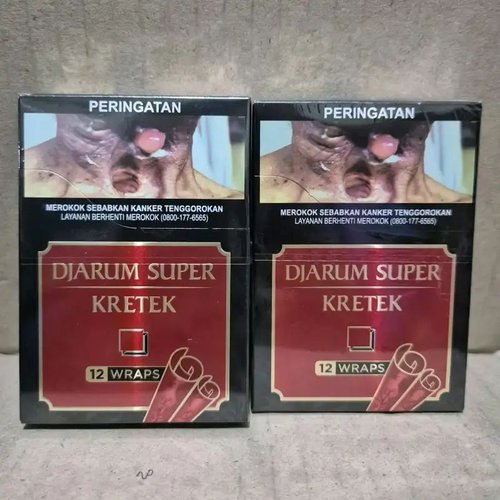 PERINGATAN
MEROKOK SEBABKAN KANKER TENGGOROKAN
LAYANAN BERHENTI MEROKOK (0800-177-6565)
DJARUM SUPER
KRETEK
12 WRAPS
PERINGATAN
MEROKOK SEBABKAN KANKER TENGGOROKAN
LAYANAN BERHENTI MEROKOK (0800-177-6565)
DJARUM SUPER
KRETEK
12 WRAPS